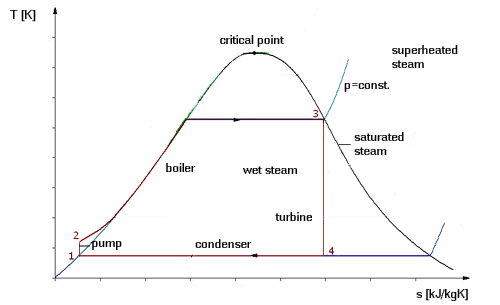 T [K]
critical point
superheated
steam
p=const.
3
saturated
steam
boiler
wet steam
turbine
2
pump
condenser
1
4
s [kJ/kgK]